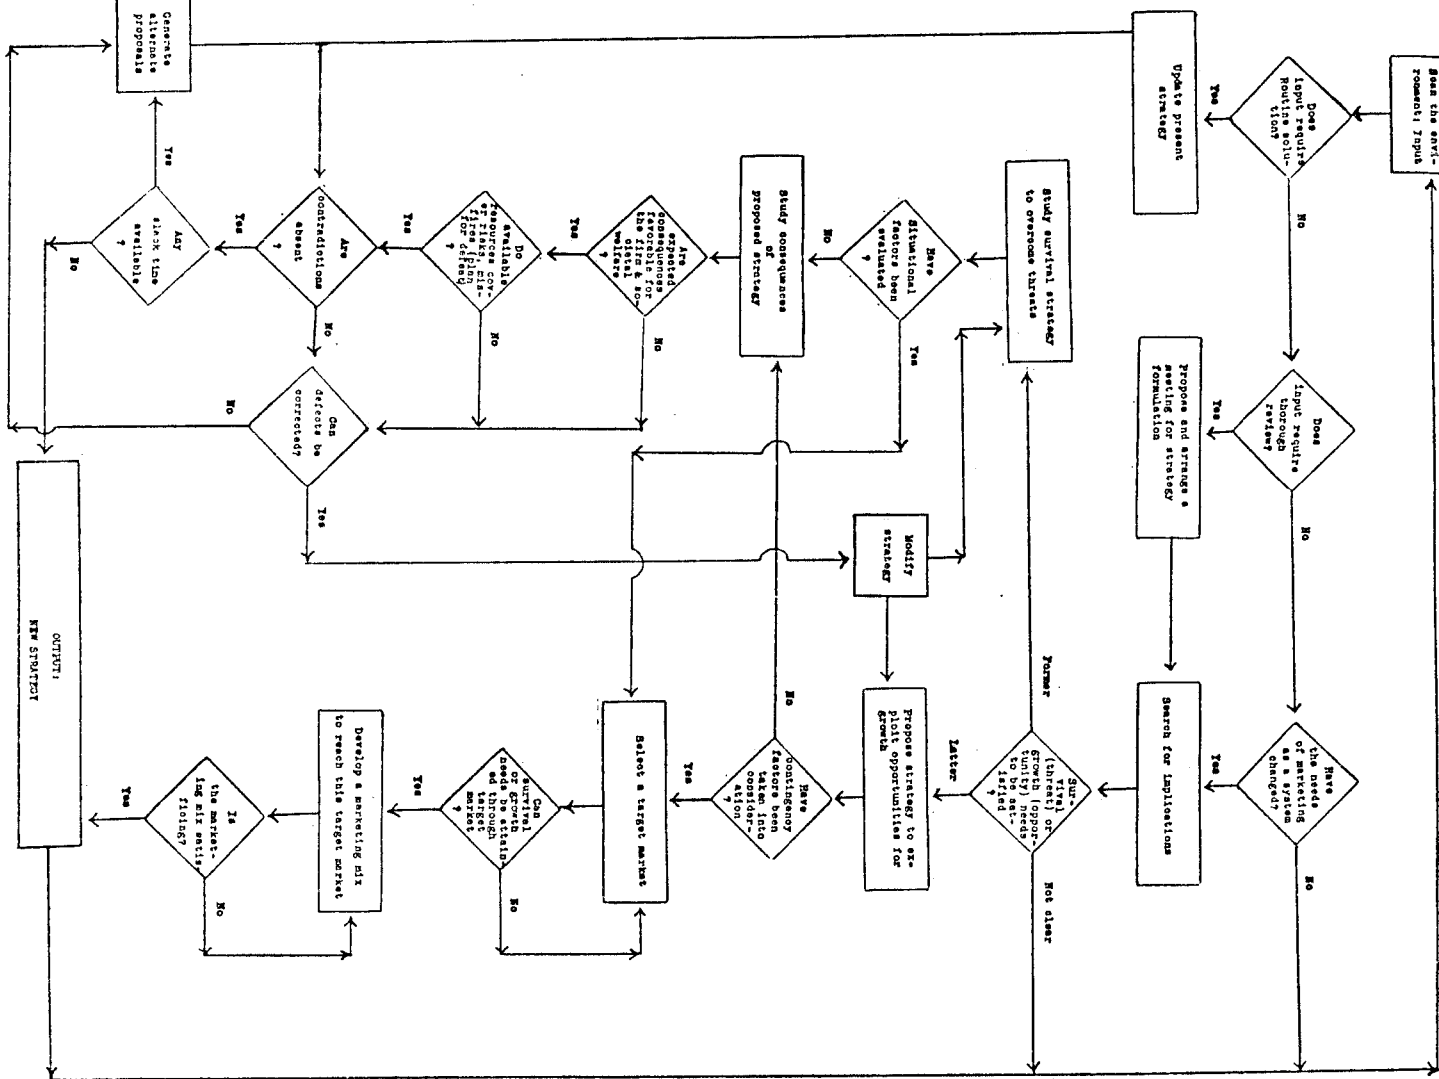 Scan the envi-
ronment; Input
Does
input require
Routine solu-
tion?
No
Does
input require
thorough
review?
No
Have
the needs
of marketing
as a system
changed?
No
Yes
Yes
Yes
Update present
strategy
Propose and arrange a
meeting for strategy
formulation
Search for implications
Study survival strategy
to overcome threats
Former
Sur-
vival
(threat) or
growth (oppor-
tunity) needs
to be sat-
isfied
?
Not clear
Latter
Have
Situational
factors been
evaluated
?
Yes
No
Modify
strategy
Propose strategy to ex-
ploit opportunities for
growth
Study consequences
of
proposed strategy
No
Have
contingency
factors been
taken into
consider-
ation
?
Yes
Are
expected
consequences
favorable for
the firm & so-
cietal
welfare
?
No
Yes
Select a target market
Do
available
resources cov-
er risks, mis-
fires (plan
for defeat)
?
No
Yes
Can
survival
or growth
needs be attain-
ed through
target
market
?
No
Yes
Are
contradictions
absent
?
No
Yes
Can
defects be
corrected?
Yes
No
Develop a marketing mix
to reach this target market
Generate
alternate
proposals
Yes
Any
slack time
available
?
No
Is
the market-
ing mix satis-
ficing?
No
Yes
OUTPUT:
NEW STRATEGY